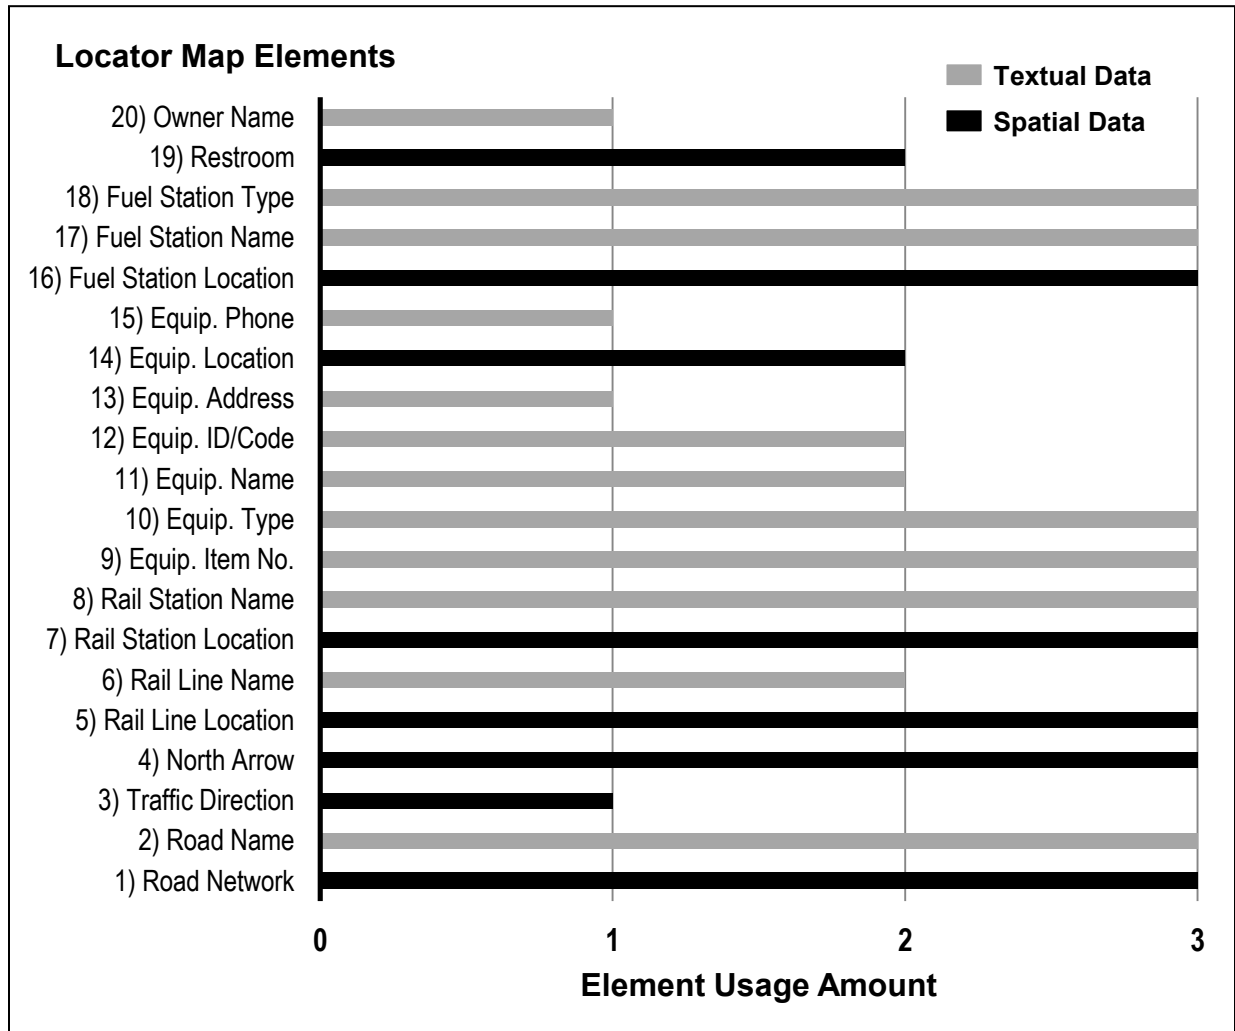 Locator Map Elements
Textual Data
Spatial Data
20) Owner Name
19) Restroom
18) Fuel Station Type
17) Fuel Station Name
16) Fuel Station Location
15) Equip. Phone
14) Equip. Location
13) Equip. Address
12) Equip. ID/Code
11) Equip. Name
10) Equip. Type
9) Equip. Item No.
8) Rail Station Name
7) Rail Station Location
6) Rail Line Name
5) Rail Line Location
4) North Arrow
3) Traffic Direction
2) Road Name
1) Road Network
0 1 2 3
Element Usage Amount